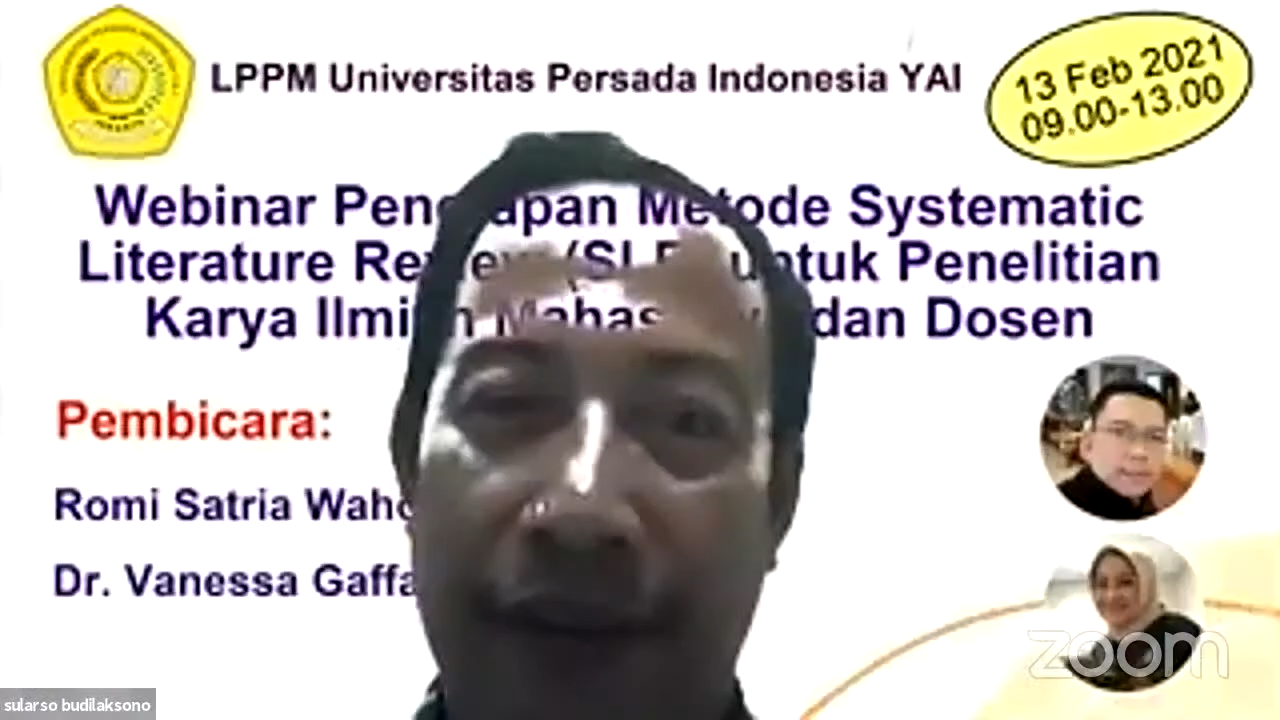 LPPM Universitas Persada Indonesia YAI
13 Feb 2021
09.00-13.00
Webinar Metode Systematic
Literature untuk Penelitian
Karya dan Dosen
Pembicara:
Romi Satria
Dr. Vanessa
zoom
sularso budilaksono